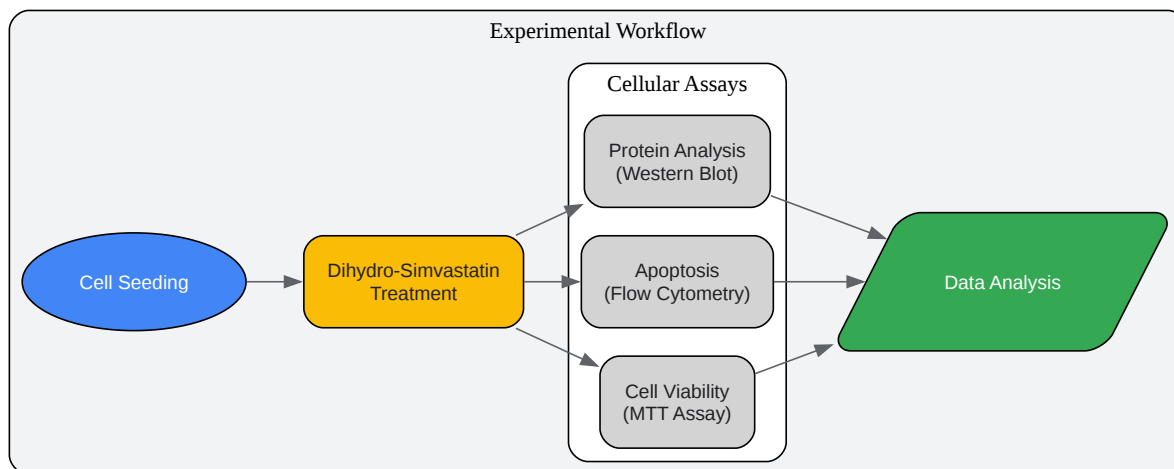 Experimental Workflow
Cellular Assays
Protein Analysis
(Western Blot)
Cell Seeding
Dihydro-Simvastatin
Treatment
Apoptosis
(Flow Cytometry)
Data Analysis
Cell Viability
(MTT Assay)